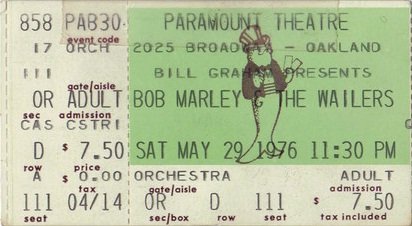 858 PAB30 PARAMOUNT THEATRE
event code
17 ORCH 2025 BROADWAY - OAKLAND
111 BILL GRAHAM PRESENTS
gate/aisle
OR ADULT BOB MARLEY & THE WAILERS
sec admission
CAS CSTRI
D $ 7.50 SAT MAY 29 1976 11:30 PM
row price
A $ 0.00 ORCHESTRA ADULT
tax gate/aisle admission
111 04/14 OR D 111 $ 7.50
seat sec/box row seat tax included